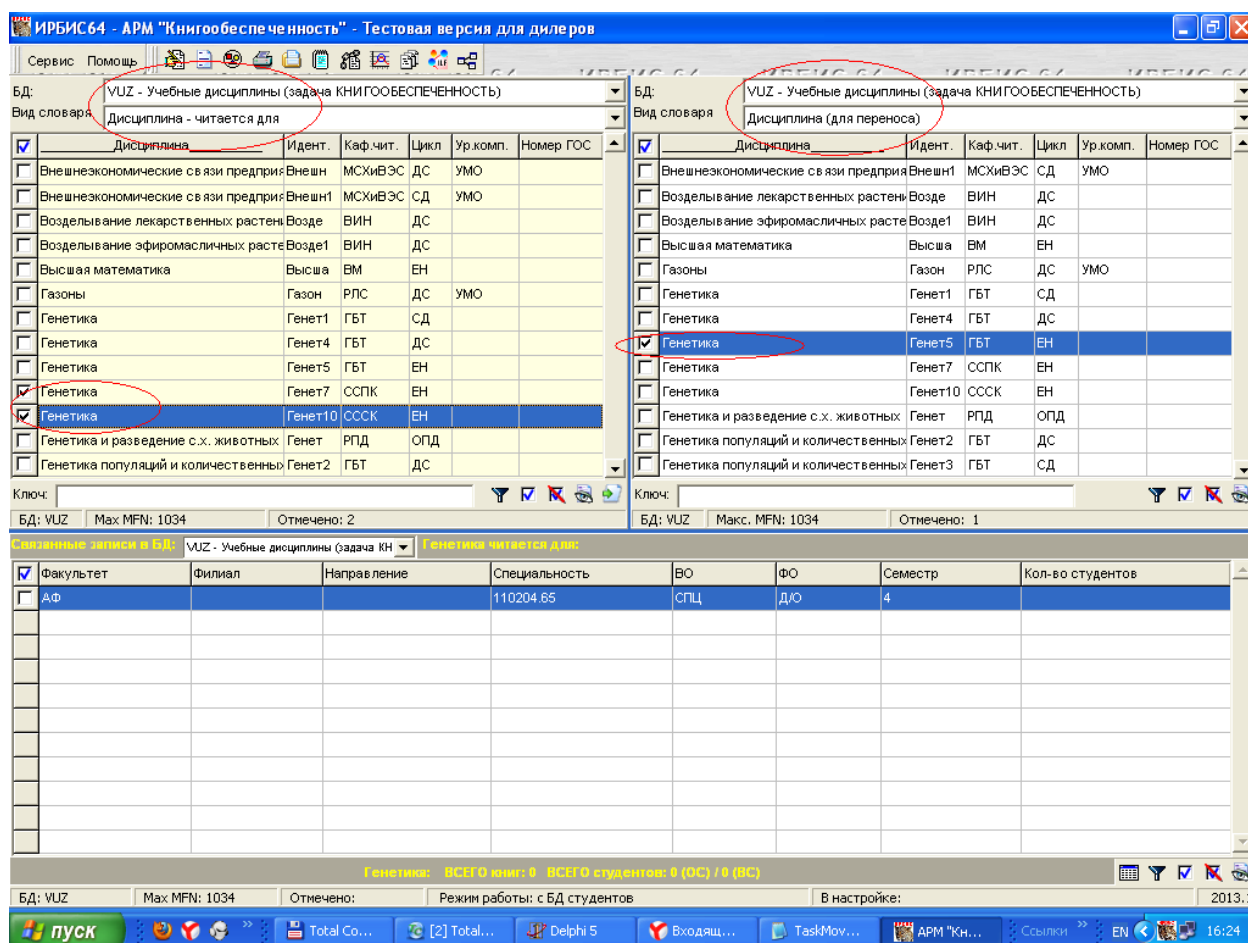 ИРБИС64 - АРМ "Книгообеспеченность" - Тестовая версия для дилеров
Сервис Помощь
БД: VUZ - Учебные дисциплины (задача КНИГООБЕСПЕЧЕННОСТЬ)
Вид словаря Дисциплина - читается для
Дисциплина Идент. Каф.чит. Цикл Ур.комп. Номер ГОС
Внешнеэкономические связи предприя Внешн МСХиВЭС ДС УМО
Внешнеэкономические связи предприя Внешн1 МСХиВЭС СД УМО
Возделывание лекарственных растен Возде ВИН ДС
Возделывание эфиромасличных расте Возде1 ВИН ДС
Высшая математика Высша ВМ ЕН
Газоны Газон РЛС ДС УМО
Генетика Генет1 ГБТ СД
Генетика Генет4 ГБТ ДС
Генетика Генет5 ГБТ ЕН
Генетика Генет7 ССПК ЕН
Генетика Генет10 СССК ЕН
Генетика и разведение с.х. животных Генет РПД ОПД
Генетика популяций и количественных Генет2 ГБТ ДС
Ключ:
БД: VUZ Max MFN: 1034 Отмечено: 2
БД: VUZ - Учебные дисциплины (задача КНИГООБЕСПЕЧЕННОСТЬ)
Вид словаря Дисциплина (для переноса)
Дисциплина Идент. Каф.чит. Цикл Ур.комп. Номер ГОС
Внешнеэкономические связи предприя Внешн1 МСХиВЭС СД УМО
Возделывание лекарственных растен Возде ВИН ДС
Возделывание эфиромасличных расте Возде1 ВИН ДС
Высшая математика Высша ВМ ЕН
Газоны Газон РЛС ДС УМО
Генетика Генет1 ГБТ СД
Генетика Генет4 ГБТ ДС
Генетика Генет5 ГБТ ЕН
Генетика Генет7 ССПК ЕН
Генетика Генет10 СССК ЕН
Генетика и разведение с.х. животных Генет РПД ОПД
Генетика популяций и количественных Генет2 ГБТ ДС
Генетика популяций и количественных Генет3 ГБТ СД
Ключ:
БД: VUZ Макс. MFN: 1034 Отмечено: 1
Связанные записи в БД: VUZ - Учебные дисциплины (задача КН Генетика читается для:
Факультет Филиал Направление Специальность ВО ФО Семестр Кол-во студентов
АФ 110204.65 СПЦ Д/О 4
Генетика: ВСЕГО книг: 0 ВСЕГО студентов: 0 (ОС) / 0 (ВС)
БД: VUZ Max MFN: 1034 Отмечено: Режим работы: с БД студентов В настройке: 2013.
пуск Total Co... [2] Total... Delphi 5 Входящ... TaskMov... АРМ "Кн... Ссылки EN 16:24